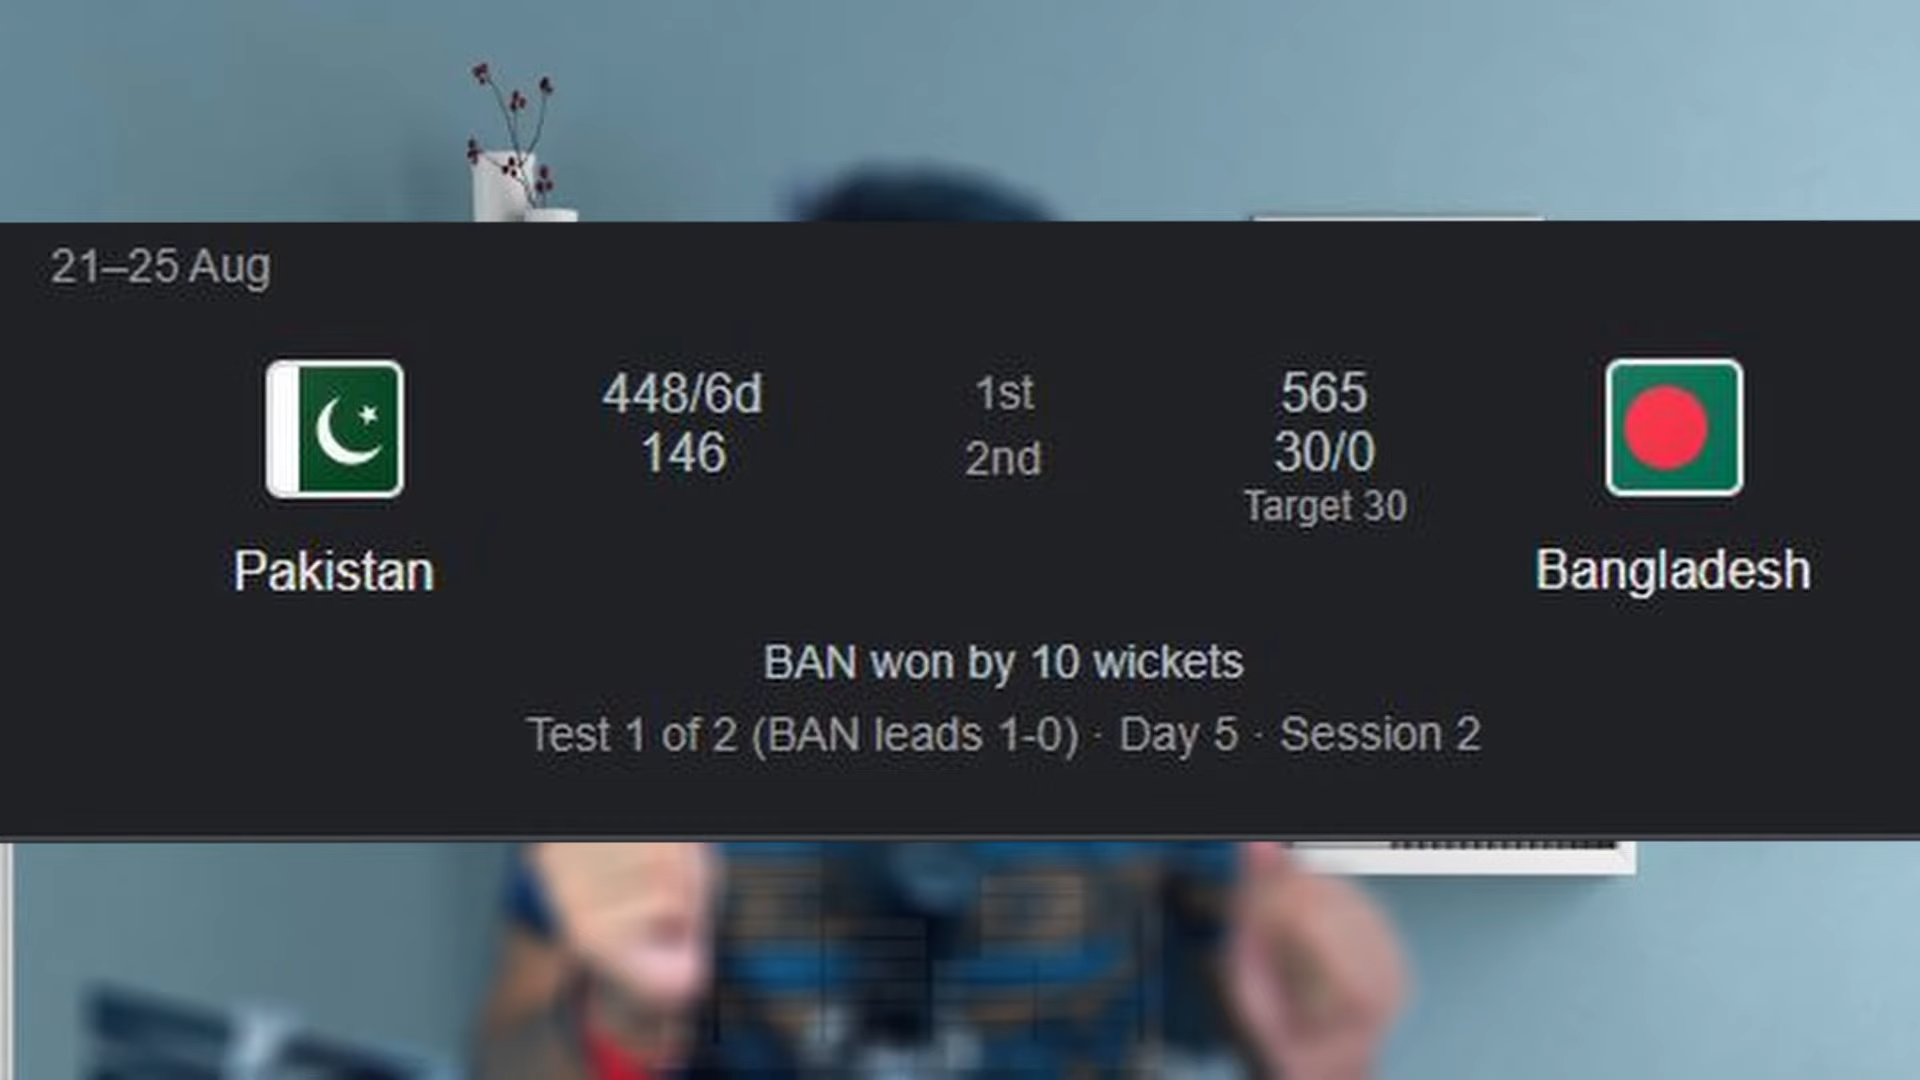 21–25 Aug
448/6d 1st 565
146 2nd 30/0
Target 30
Pakistan Bangladesh
BAN won by 10 wickets
Test 1 of 2 (BAN leads 1-0) · Day 5 · Session 2